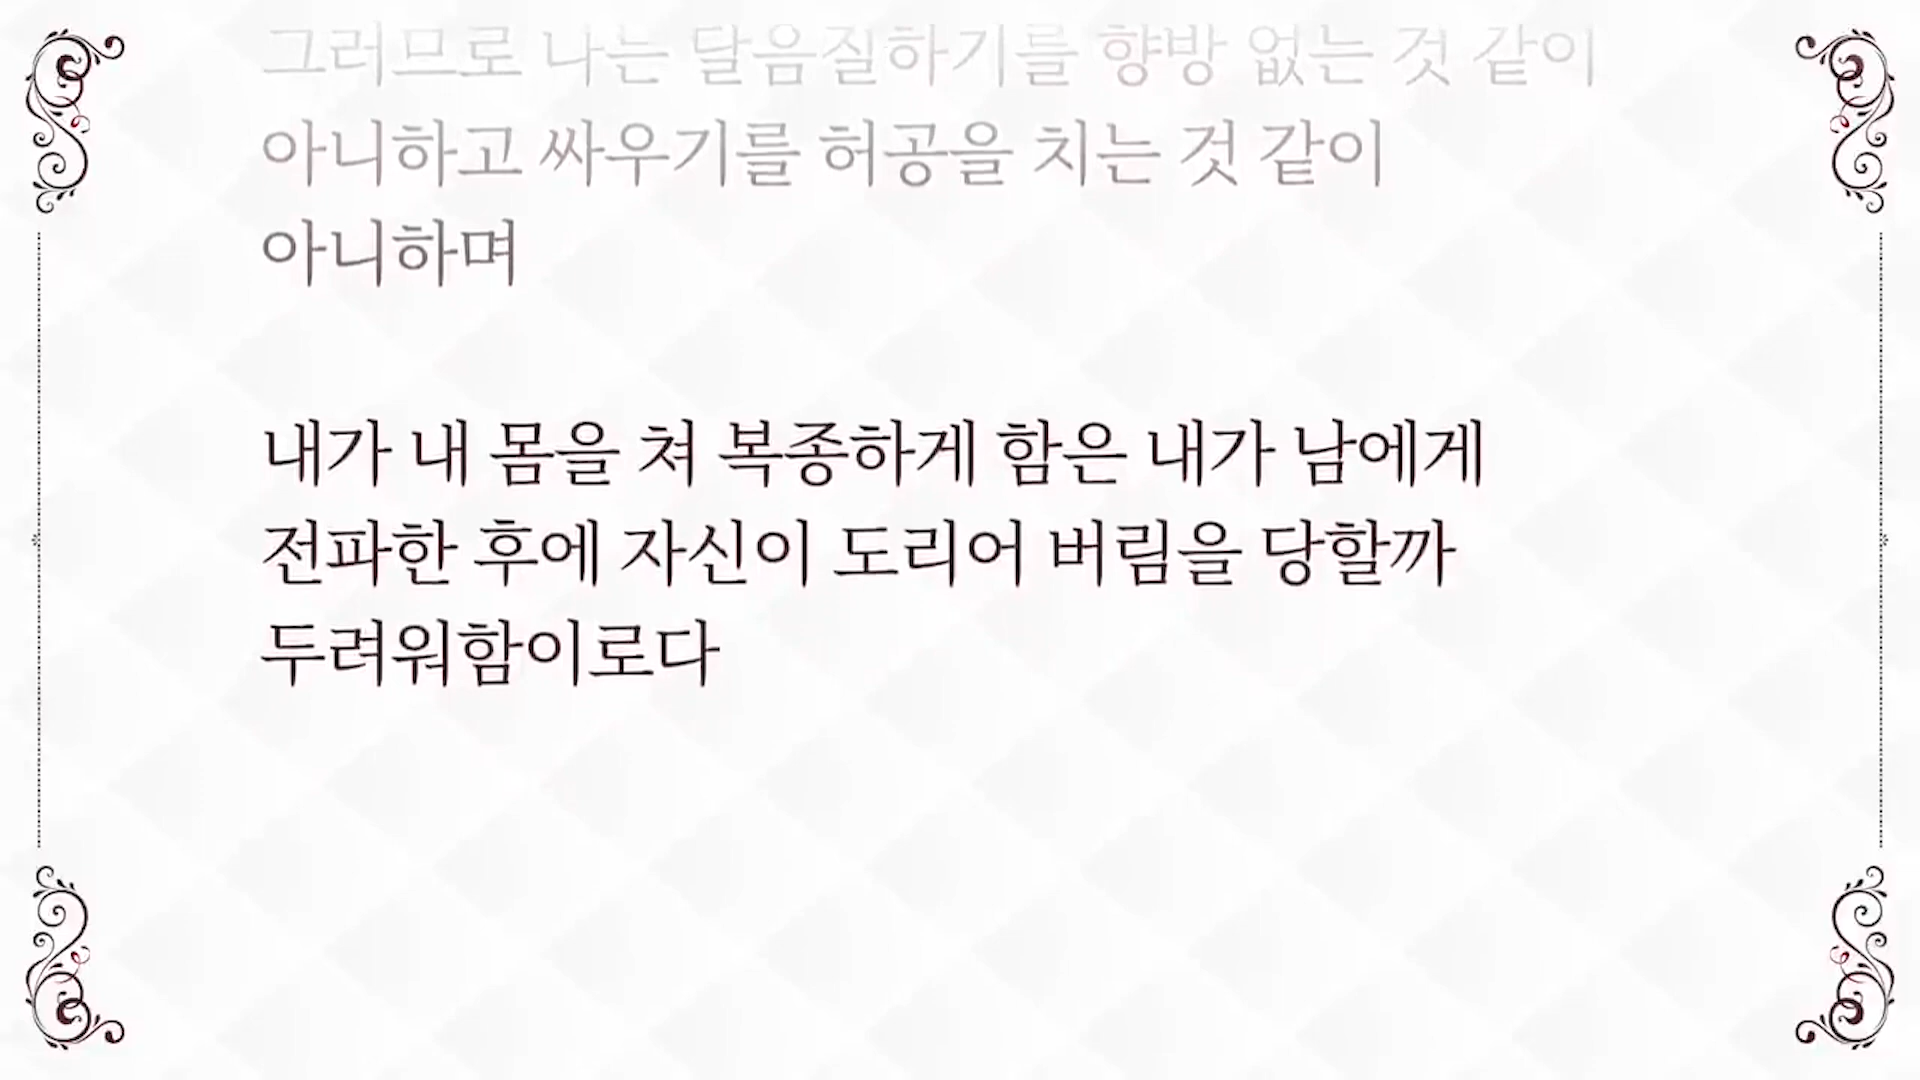 그러므로 나는 달음질하기를 향방 없는 것 같이
아니하고 싸우기를 허공을 치는 것 같이
아니하며
내가 내 몸을 쳐 복종하게 함은 내가 남에게
전파한 후에 자신이 도리어 버림을 당할까
두려워함이로다